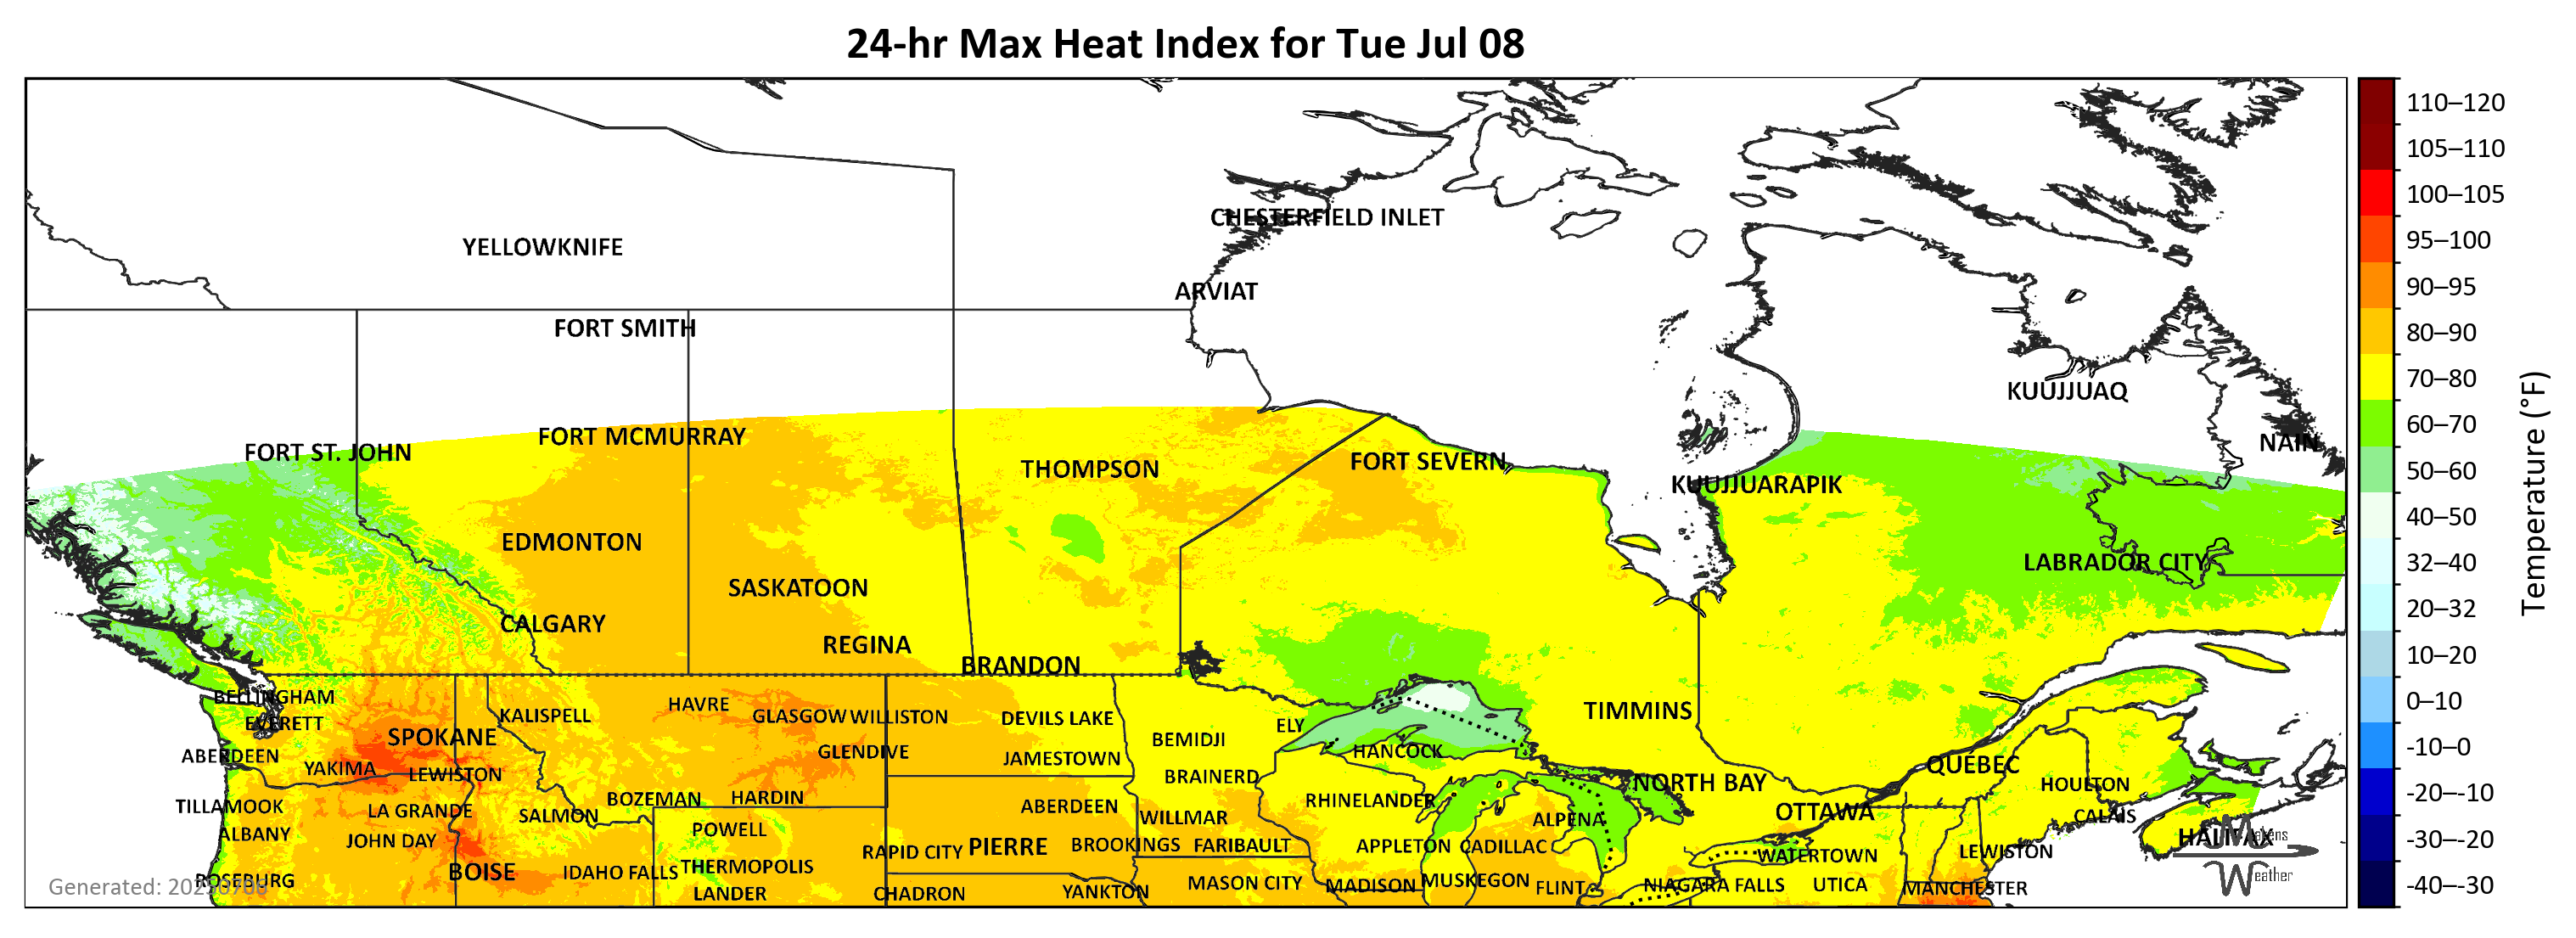 24-hr Max Heat Index for Tue Jul 08
CHESTERFIELD INLET
YELLOWKNIFE
ARVIAT
FORT SMITH
KUUJJUAQ
FORT MCMURRAY
NAIN
FORT ST. JOHN
FORT SEVERN
THOMPSON
KUUJJUARAPIK
EDMONTON
LABRADOR CITY
SASKATOON
CALGARY
REGINA
BRANDON
BELLINGHAM
HAVRE
TIMMINS
KALISPELL
GLASGOW
WILLISTON
DEVILS LAKE
EVERETT
ELY
SPOKANE
BEMIDJI
GLENDIVE
HANCOCK
ABERDEEN
JAMESTOWN
QUEBEC
YAKIMA
LEWISTON
BRAINERD
NORTH BAY
HOULTON
BOZEMAN
HARDIN
RHINELANDER
TILLAMOOK
ABERDEEN
LA GRANDE
SALMON
WILLMAR
ALPENA
OTTAWA
CALAIS
ALBANY
POWELL
JOHN DAY
HALIFAX
RAPID CITY
PIERRE
BROOKINGS
FARIBAULT
APPLETON
CADILLAC
WATERTOWN
LEWISTON
BOISE
IDAHO FALLS
THERMOPOLIS
ROSEBURG
MASON CITY
MADISON
MUSKEGON
FLINT
NIAGARA FALLS
UTICA
MANCHESTER
LANDER
CHADRON
YANKTON
Weather
110–120
105–110
100–105
95–100
90–95
80–90
70–80
60–70
50–60
40–50
32–40
20–32
10–20
0–10
-10–0
-20–-10
-30–-20
-40–-30
Temperature (°F)
Generated: